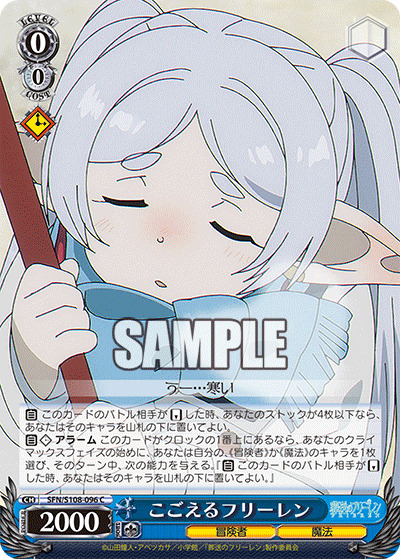 LEVEL
0
0
COST
SAMPLE
うー…寒い
このカードのバトル相手が した時、あなたのストックが4枚以下なら、
あなたはそのキャラを山札の下に置いてよい。
アラーム このカードがクロックの1番上にあるなら、あなたのクライ
マックスフェイズの始めに、あなたは自分の、《冒険者》か《魔法》のキャラを1枚
選び、そのターン中、次の能力を与える。『 このカードのバトル相手が
した時、あなたはそのキャラを山札の下に置いてよい。』
CH SFN/S108-096 C
2000
こごえるフリーレン
冒険者 魔法
©山田鐘人・アベツカサ/小学館/「葬送のフリーレン」製作委員会